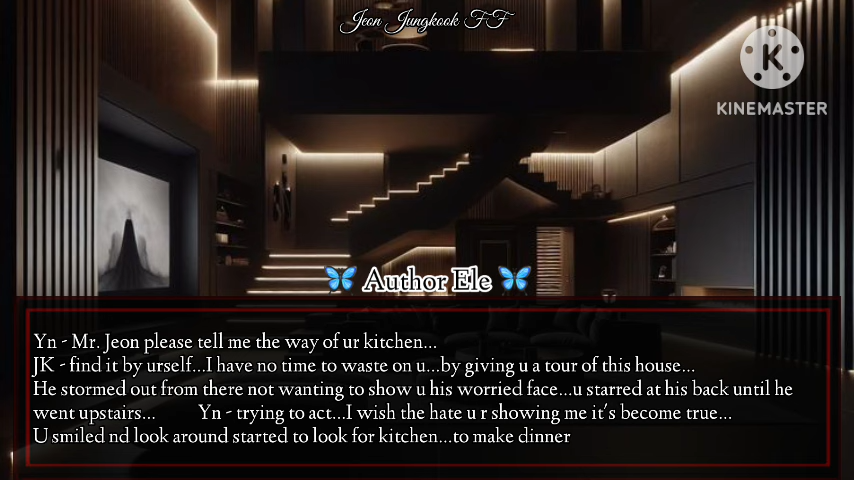 Jeon Jungkook FF
KINEMASTER
Author Ele
Yn - Mr. Jeon please tell me the way of ur kitchen...
JK - find it by urself...I have no time to waste on u...by giving u a tour of this house...
He stormed out from there not wanting to show u his worried face...u starred at his back until he
went upstairs... Yn - trying to act...I wish the hate u r showing me it's become true...
U smiled nd look around started to look for kitchen...to make dinner